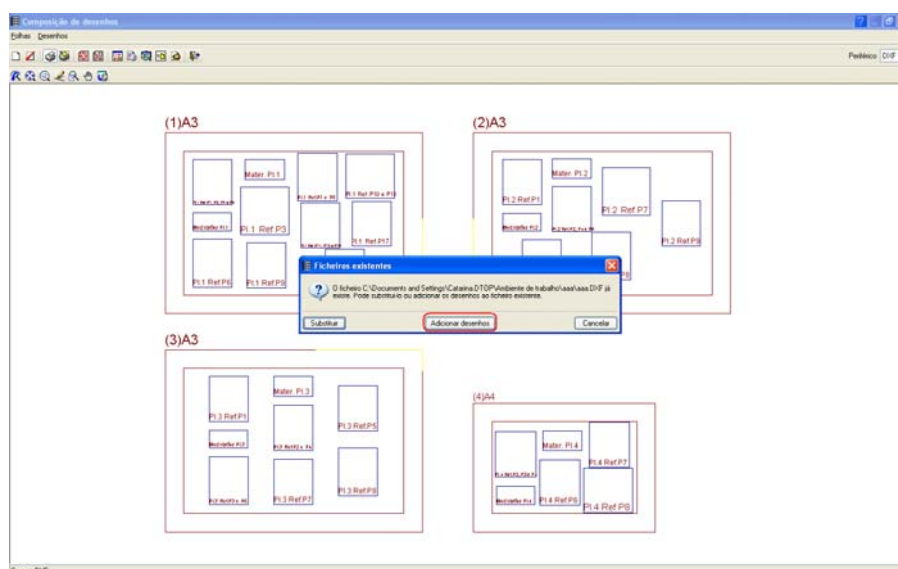 Composição de desenhos
Folhas Desenhos
Periférico DXF
(1)A3
(2)A3
Mater. Pl.1
Pl.1 Ref.P3
Pl.1 Ref.P17
Pl.1 Ref.P6
Pl.1 Ref.P9
Mater. Pl.2
Pl.2 Ref.P1
Pl.2 Ref.P7
Pl.2 Ref.P9
Ficheiros existentes
O ficheiro C:\Documents and Settings\Catarina.DTOP\Ambiente de trabalho\aaa\aaa.DXF já
existe. Pode substituí-lo ou adicionar os desenhos ao ficheiro existente.
Substituir Adicionar desenhos Cancelar
(3)A3
Mater. Pl.3
Pl.3 Ref.P1
Pl.3 Ref.P5
Pl.3 Ref.P7
Pl.3 Ref.P8
(4)A4
Mater. Pl.4
Pl.4 Ref.P7
Pl.4 Ref.P6
Pl.4 Ref.P8